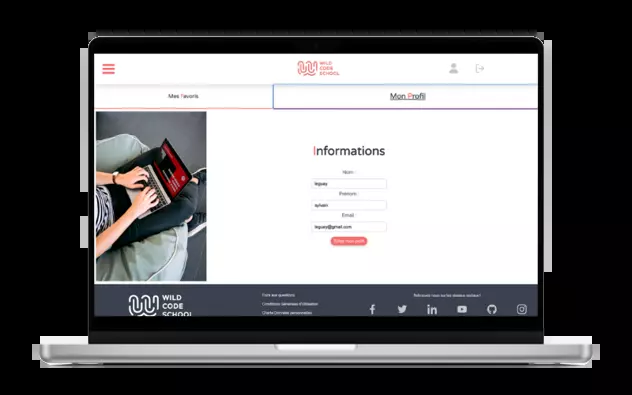 WILD
CODE
SCHOOL
Mes Favoris
Mon Profil
Informations
Nom :
leguay
Prénom :
sylvain
Email
leguay@gmail.com
Editer mon profil
WILD
CODE
SCHOOL
Foire aux questions
Conditions Générales d'Utilisation
Charte Données personnelles
Retrouvez nous sur les réseaux sociaux !